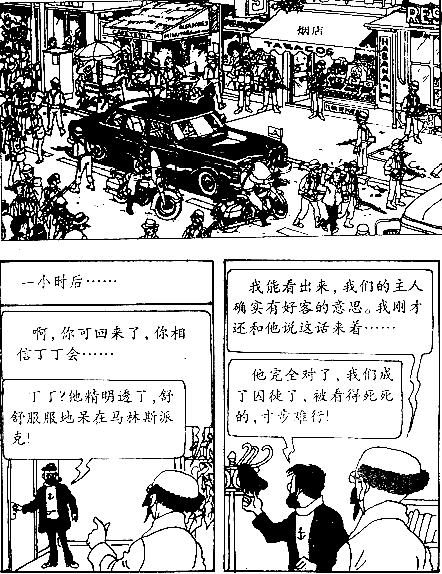 烟店
HABANA
一小时后……
啊，你可回来了，你相
信丁丁会……
丁丁？他精明透了，舒
舒服服地呆在马林斯派
克！
我能看出来，我们的主人
确实有好客的意思。我刚才
还和他说这话来着……
他完全对了，我们成
了囚徒了，被看得死死
的，寸步难行！